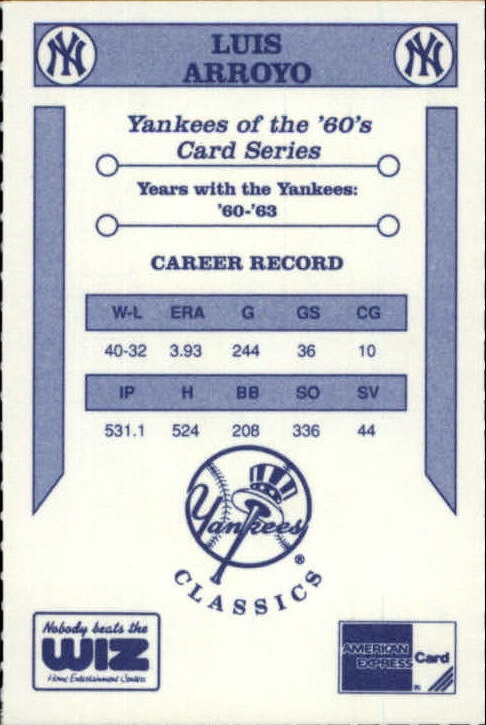 NY
LUIS
ARROYO
NY
Yankees of the '60's
Card Series
Years with the Yankees:
'60-'63
CAREER RECORD
W-L ERA G GS CG
40-32 3.93 244 36 10
IP H BB SO SV
531.1 524 208 336 44
Yankees
®
CLASSICS
Nobody beats the
WIZ
Home Entertainment Centers
AMERICAN
EXPRESS
Card
®